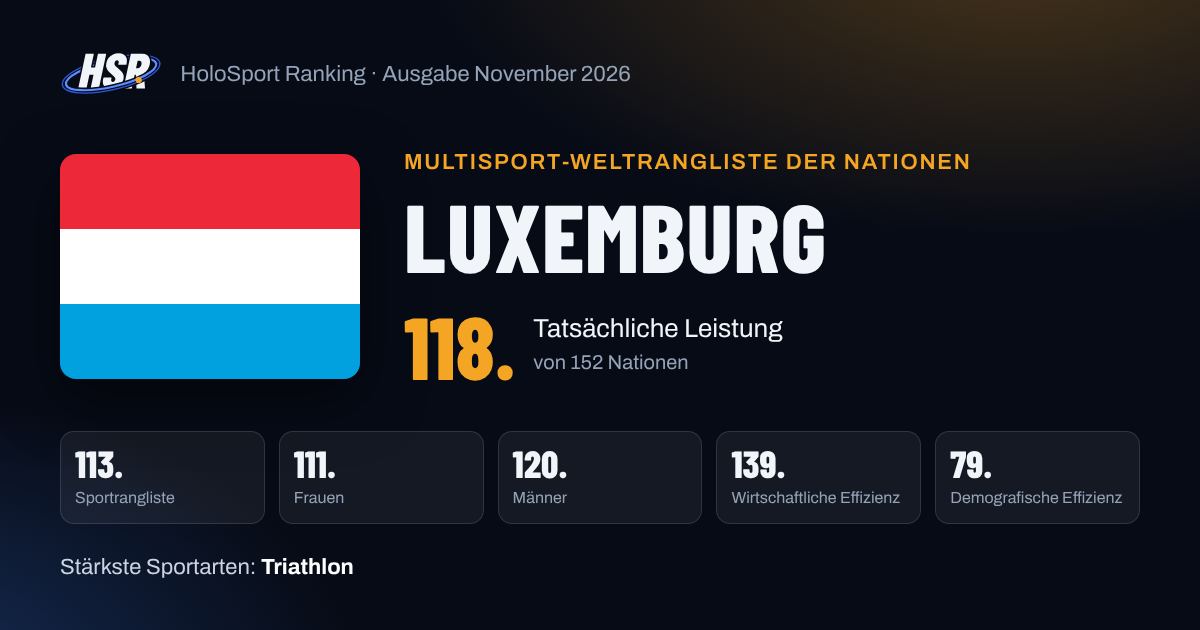 HSR
HoloSport Ranking · Ausgabe November 2026
MULTISPORT-WELTRANGLISTE DER NATIONEN
LUXEMBURG
118.
Tatsächliche Leistung
von 152 Nationen
113.
Sportrangliste
111.
Frauen
120.
Männer
139.
Wirtschaftliche Effizienz
79.
Demografische Effizienz
Stärkste Sportarten: Triathlon